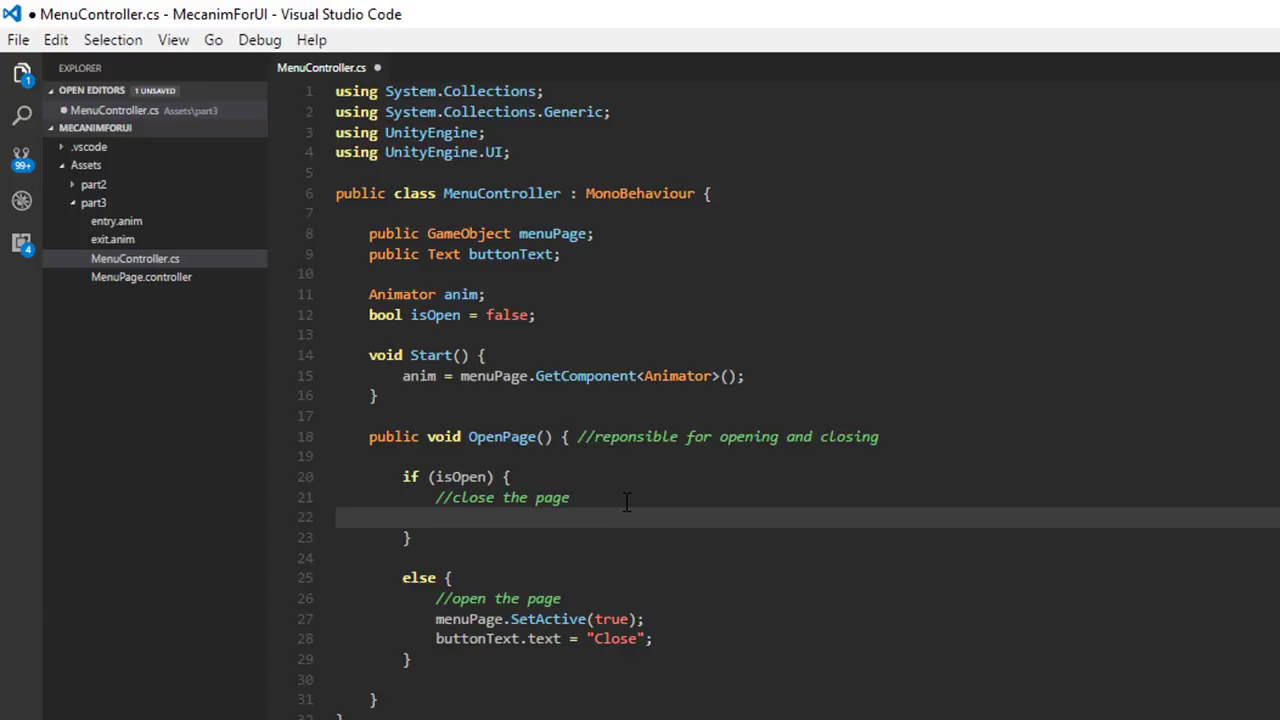 ● MenuController.cs - MecanimForUI - Visual Studio Code
File Edit Selection View Go Debug Help
EXPLORER
OPEN EDITORS 1 UNSAVED
● MenuController.cs Assets\part3
MECANIMFORUI
.vscode
Assets
part2
part3
entry.anim
exit.anim
MenuController.cs
MenuPage.controller
1
99+
4
MenuController.cs ●
1 using System.Collections;
2 using System.Collections.Generic;
3 using UnityEngine;
4 using UnityEngine.UI;
5
6 public class MenuController : MonoBehaviour {
7
8 public GameObject menuPage;
9 public Text buttonText;
10
11 Animator anim;
12 bool isOpen = false;
13
14 void Start() {
15 anim = menuPage.GetComponent<Animator>();
16 }
17
18 public void OpenPage() { //reponsible for opening and closing
19
20 if (isOpen) {
21 //close the page
22
23 }
24
25 else {
26 //open the page
27 menuPage.SetActive(true);
28 buttonText.text = "Close";
29 }
30
31 }
32 }